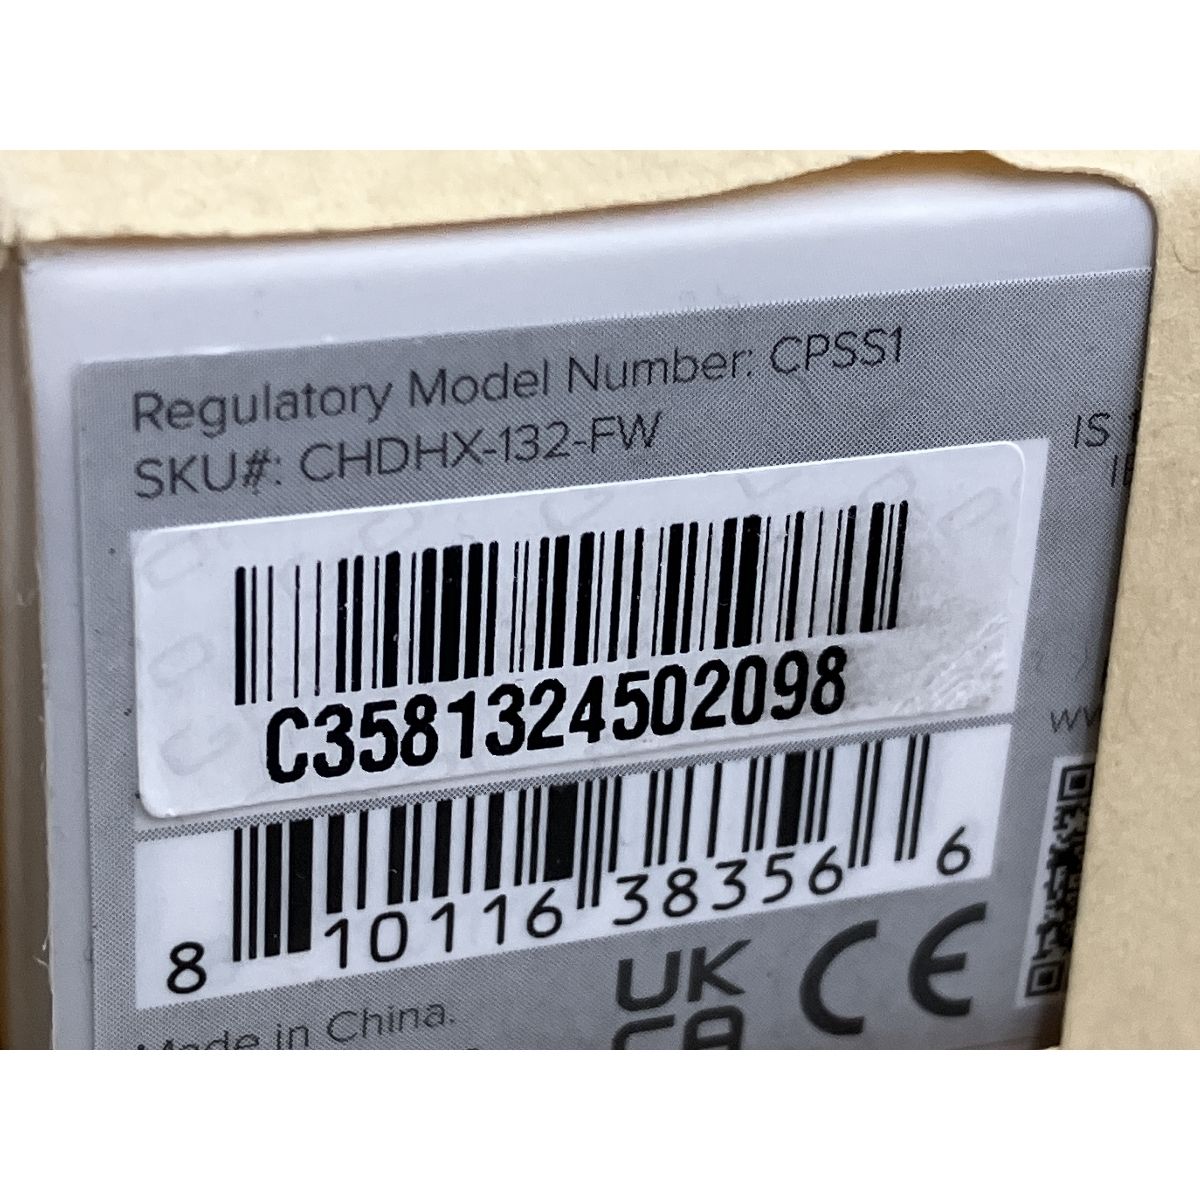 Regulatory Model Number: CPSS1
SKU#: CHDHX-132-FW
IS
C3581324502098
8 10116 38356 6
UK
CA
CE
Made in China.